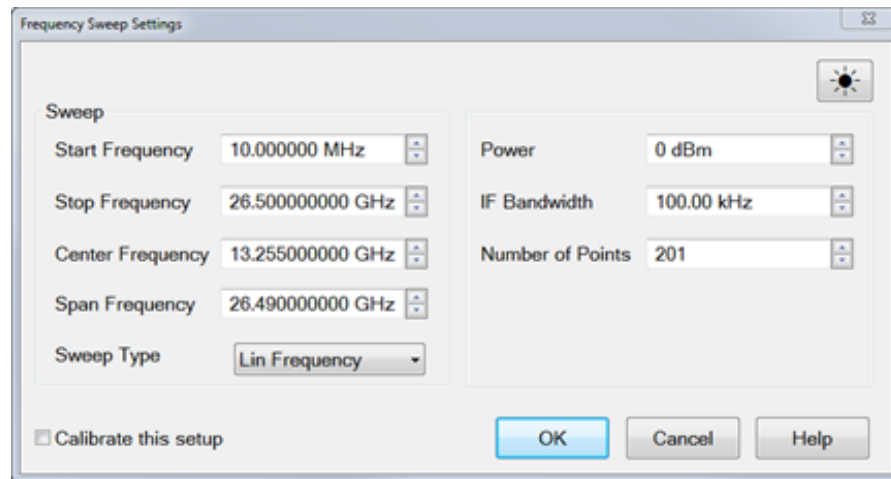 Frequency Sweep Settings
Sweep
Start Frequency 10.000000 MHz
Stop Frequency 26.500000000 GHz
Center Frequency 13.255000000 GHz
Span Frequency 26.490000000 GHz
Sweep Type Lin Frequency
Power 0 dBm
IF Bandwidth 100.00 kHz
Number of Points 201
Calibrate this setup
OK Cancel Help